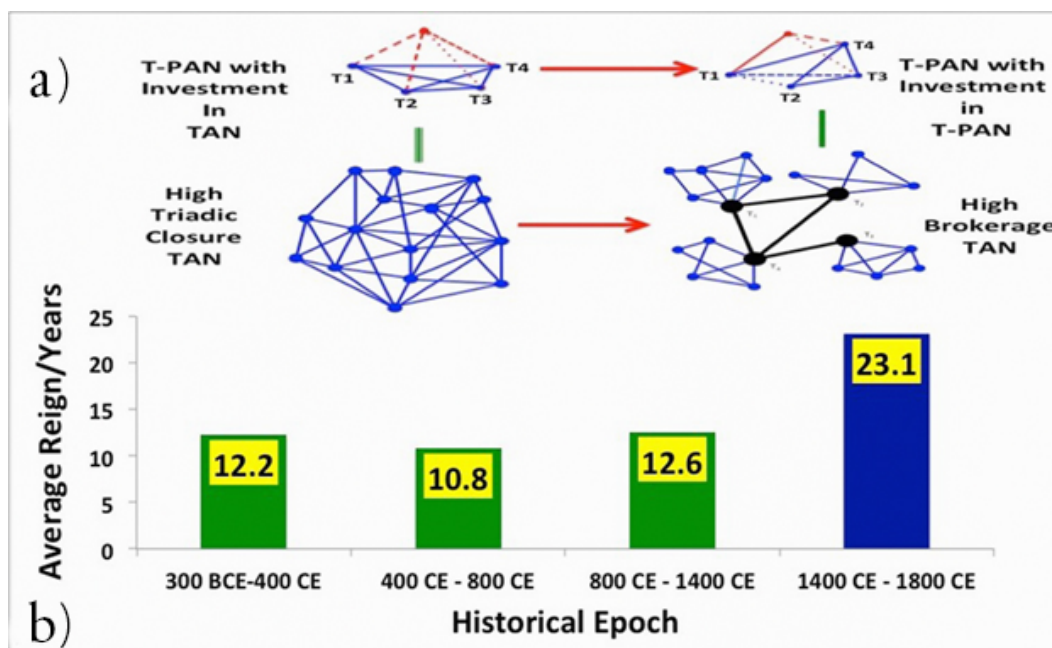 a)
T-PAN with
Investment
In
TAN
T1
T2
T3
T4
T1
T2
T3
T4
T-PAN with
Investment
in
T-PAN
High
Triadic
Closure
TAN
High
Brokerage
TAN
Average Reign/Years
25
20
15
10
5
0
12.2
10.8
12.6
23.1
300 BCE-400 CE
400 CE - 800 CE
800 CE - 1400 CE
1400 CE - 1800 CE
b)
Historical Epoch